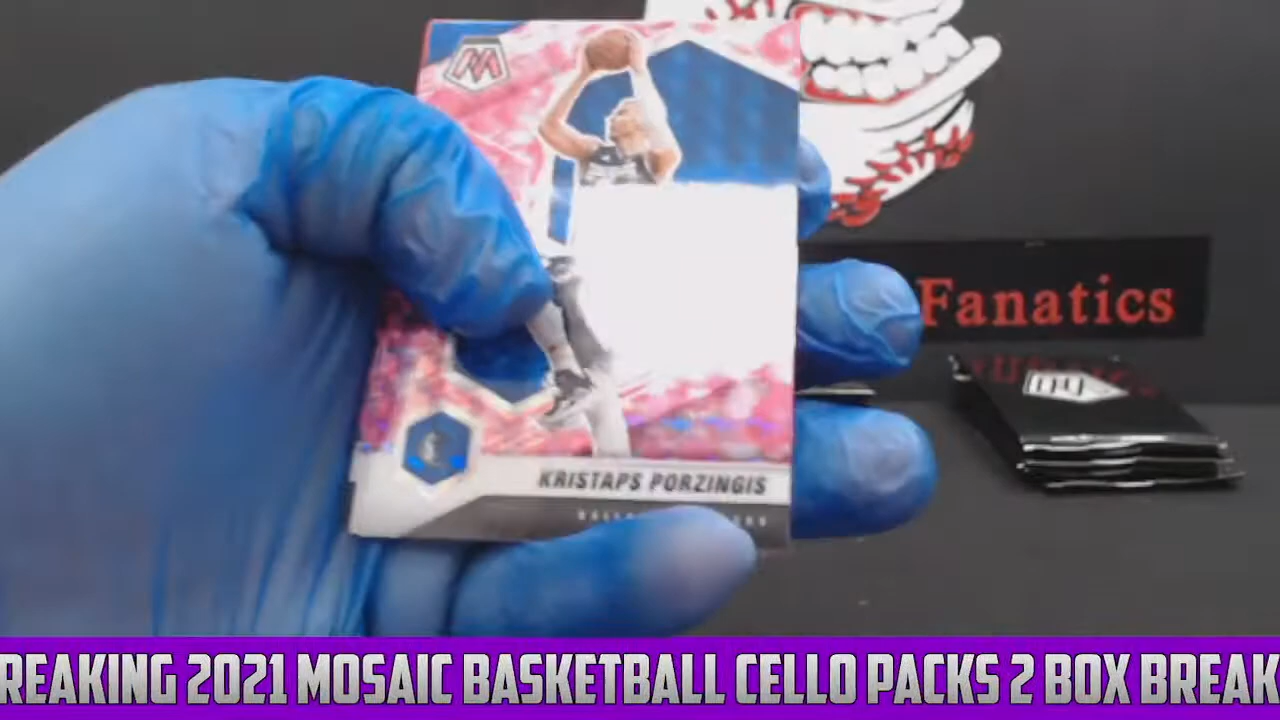 Fanatics
KRISTAPS PORZINGIS
REAKING 2021 MOSAIC BASKETBALL CELLO PACKS 2 BOX BREAK